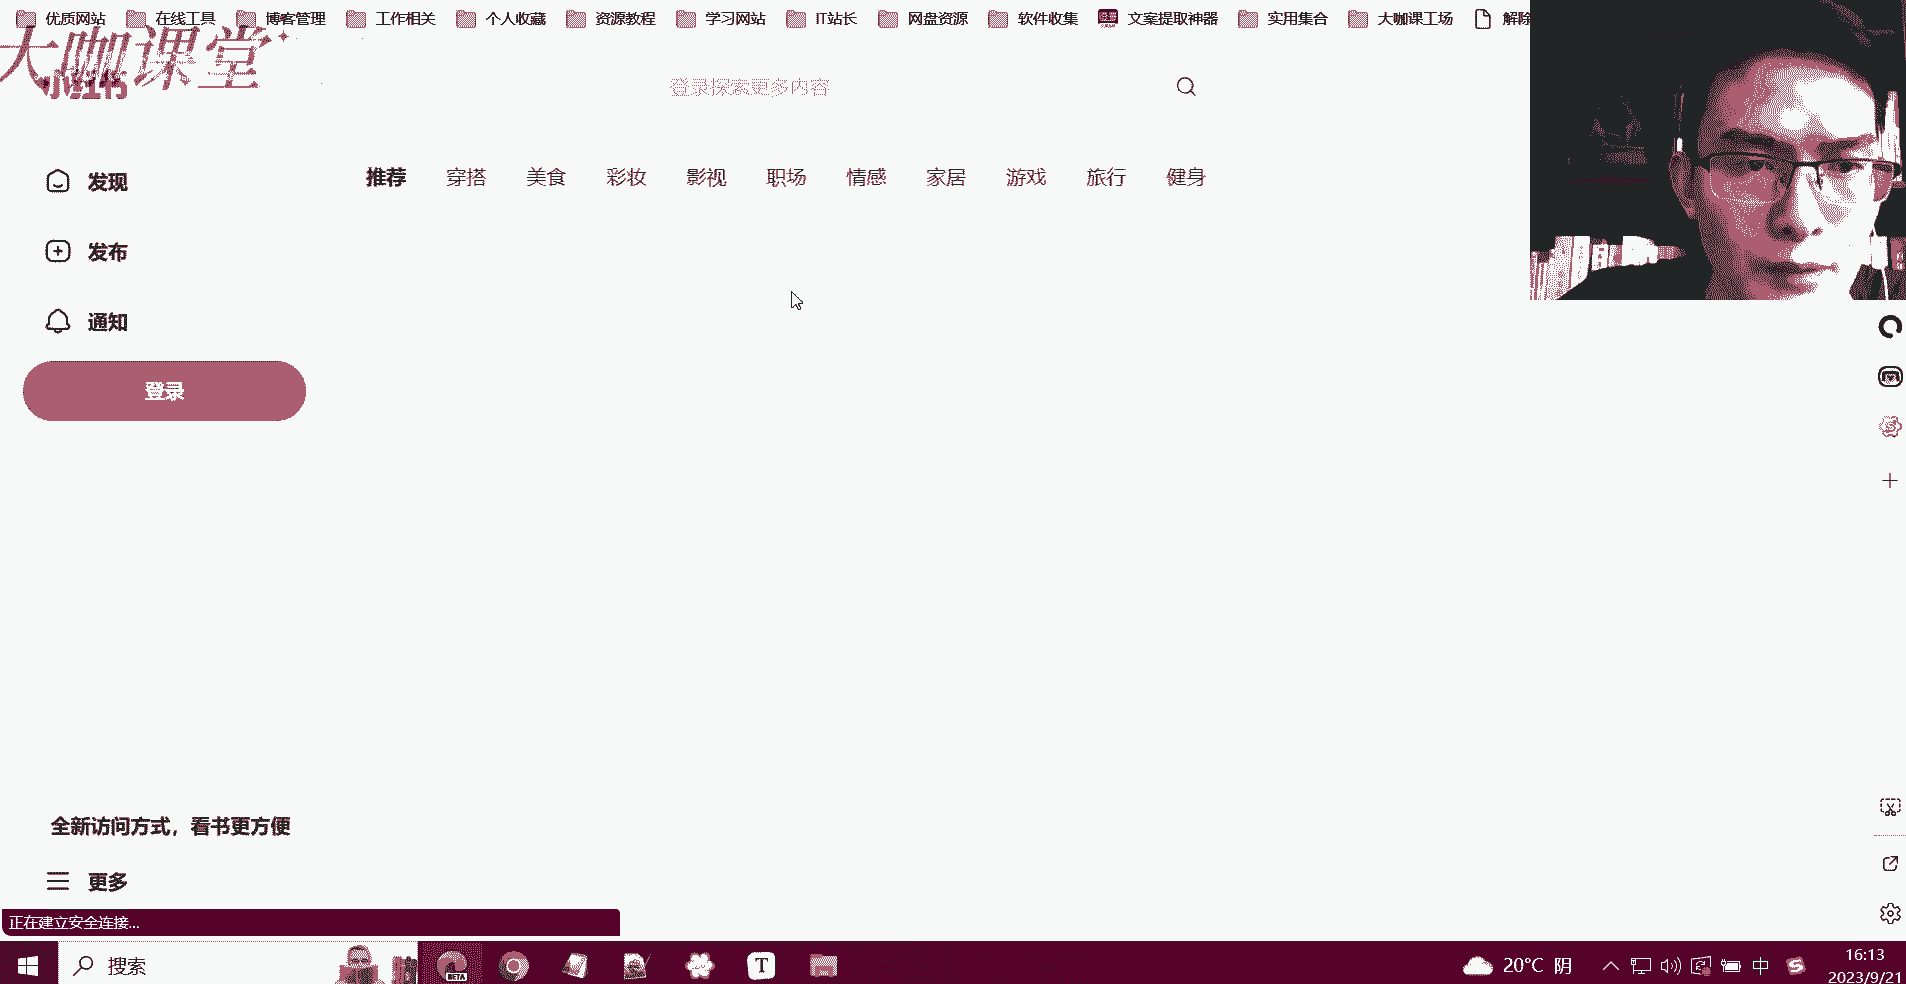 优质网站 在线工具 博客管理 工作相关 个人收藏 资源教程 学习网站 IT站长 网盘资源 软件收集 文案提取神器 实用集合 大咖课工场 解除
大咖课堂
小红书
登录探索更多内容
推荐 穿搭 美食 彩妆 影视 职场 情感 家居 游戏 旅行 健身
发现
发布
通知
登录
全新访问方式，看书更方便
更多
正在建立安全连接...
搜索
BETA
T
20°C 阴
中
S
16:13
2023/9/21